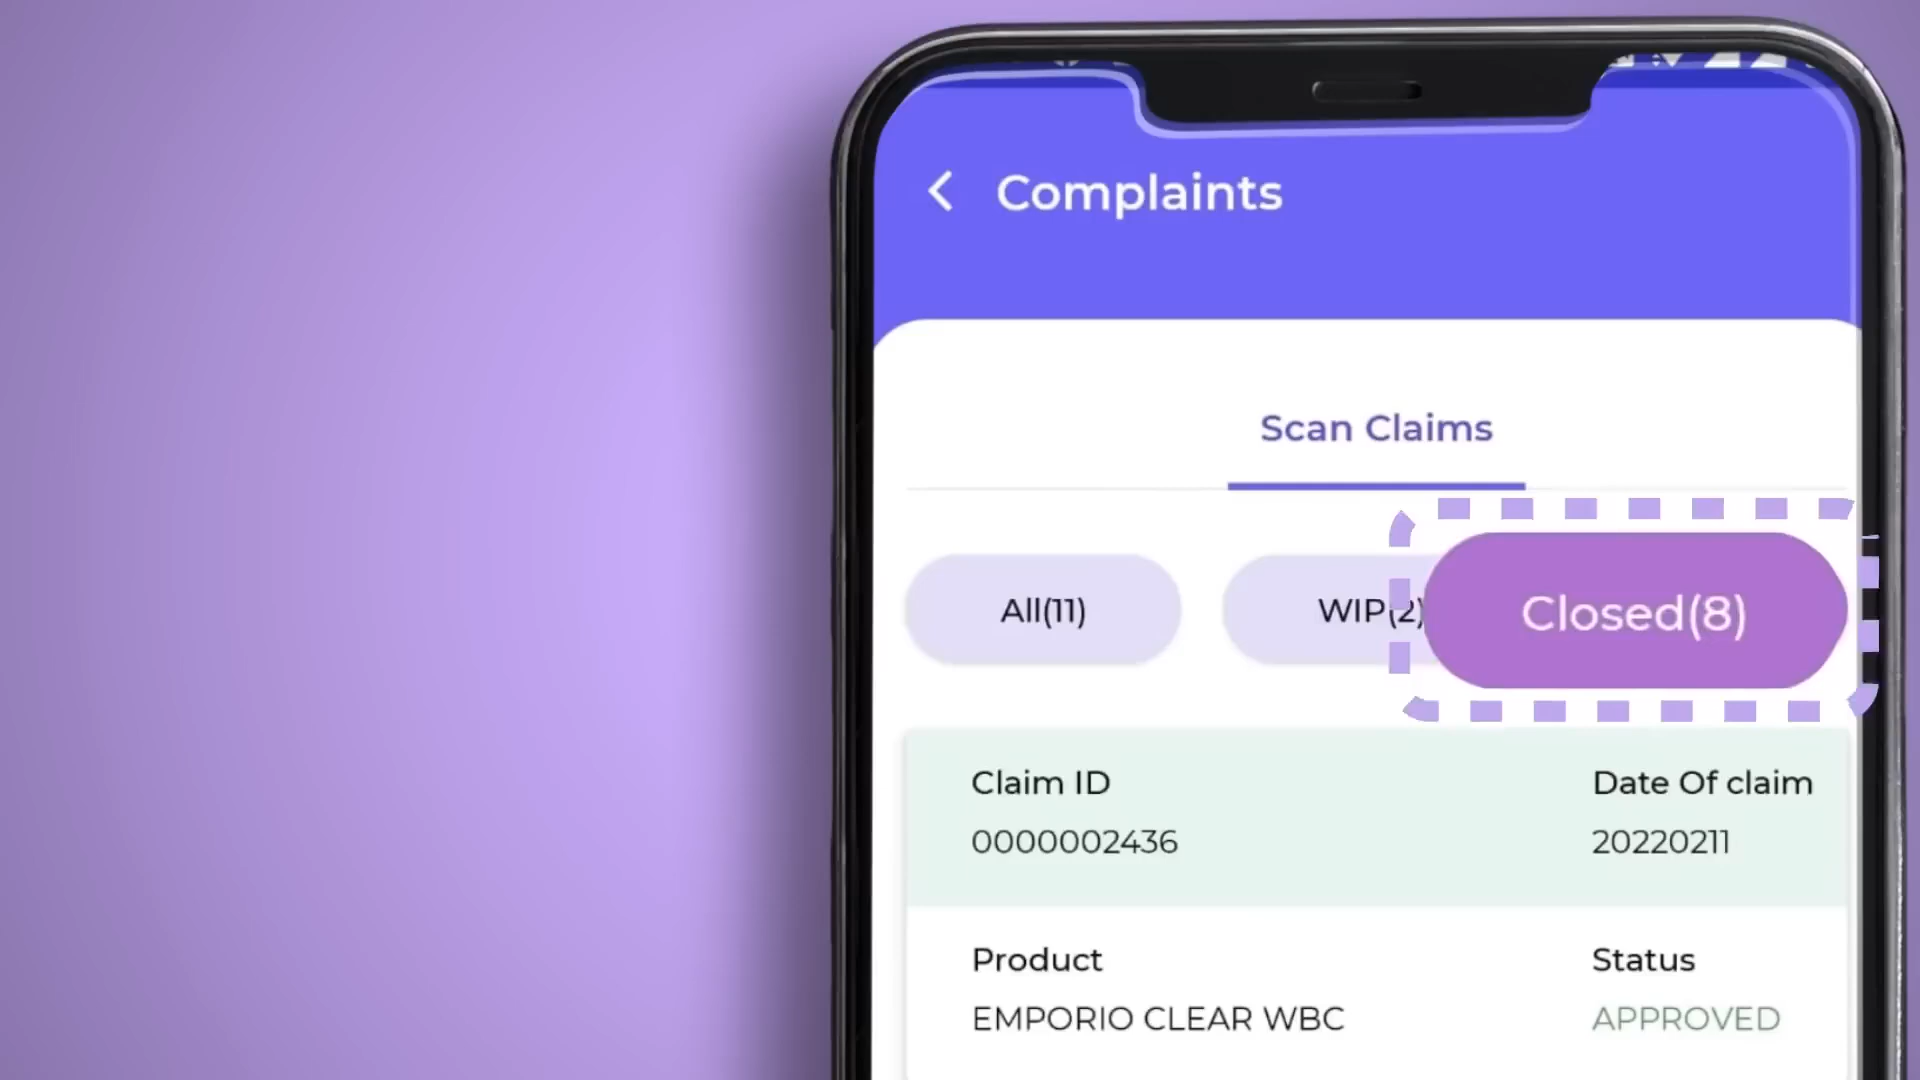 Complaints
Scan Claims
All(11) WIP(2) Closed(8)
Claim ID Date Of claim
0000002436 20220211
Product Status
EMPORIO CLEAR WBC APPROVED